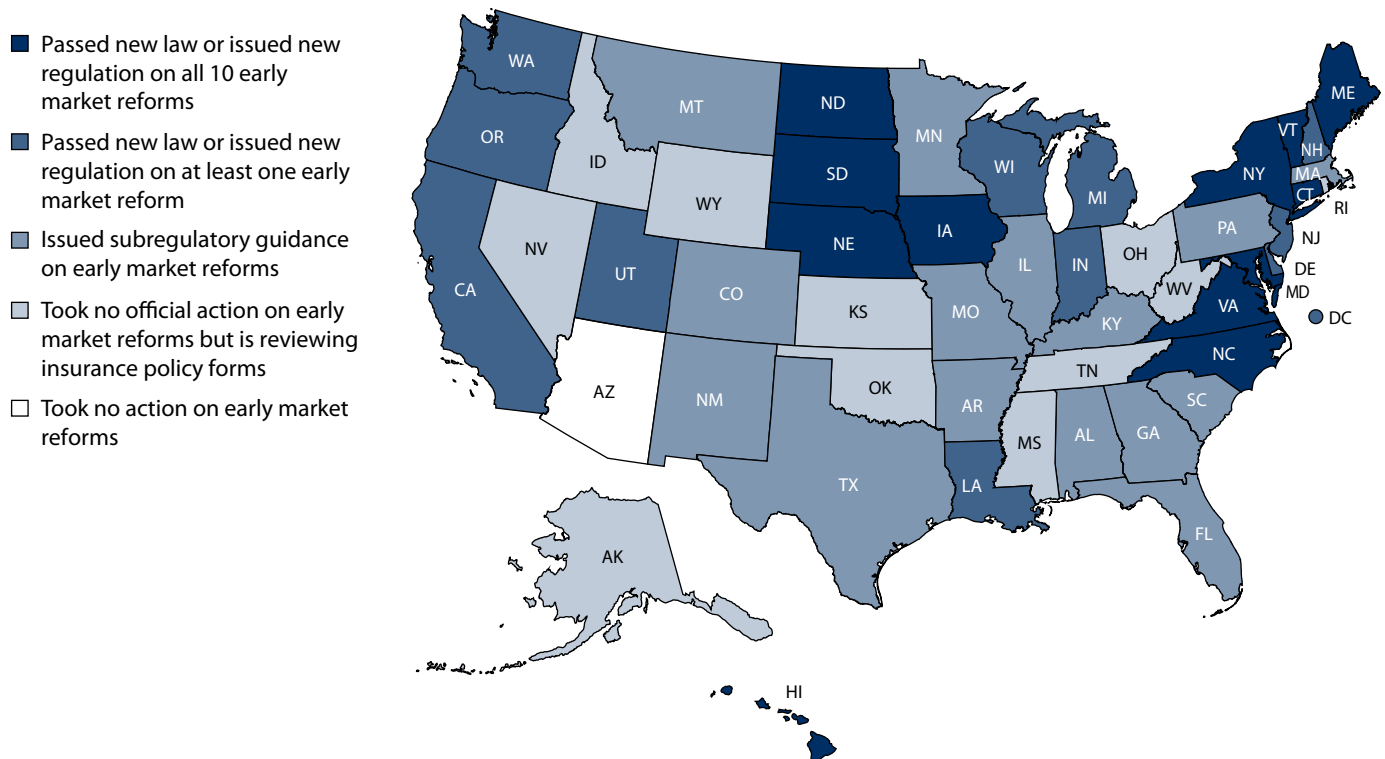 Passed new law or issued new
regulation on all 10 early
market reforms
Passed new law or issued new
regulation on at least one early
market reform
Issued subregulatory guidance
on early market reforms
Took no official action on early
market reforms but is reviewing
insurance policy forms
Took no action on early market
reforms
WA
MT
ND
MN
ME
VT
NH
OR
ID
WI
NY
MA
SD
CT
MI
RI
WY
PA
IA
NJ
NE
OH
NV
IL
IN
DE
UT
CA
CO
WV
MD
VA
KS
MO
KY
DC
NC
TN
AZ
OK
NM
AR
SC
MS
AL
GA
TX
LA
FL
AK
HI